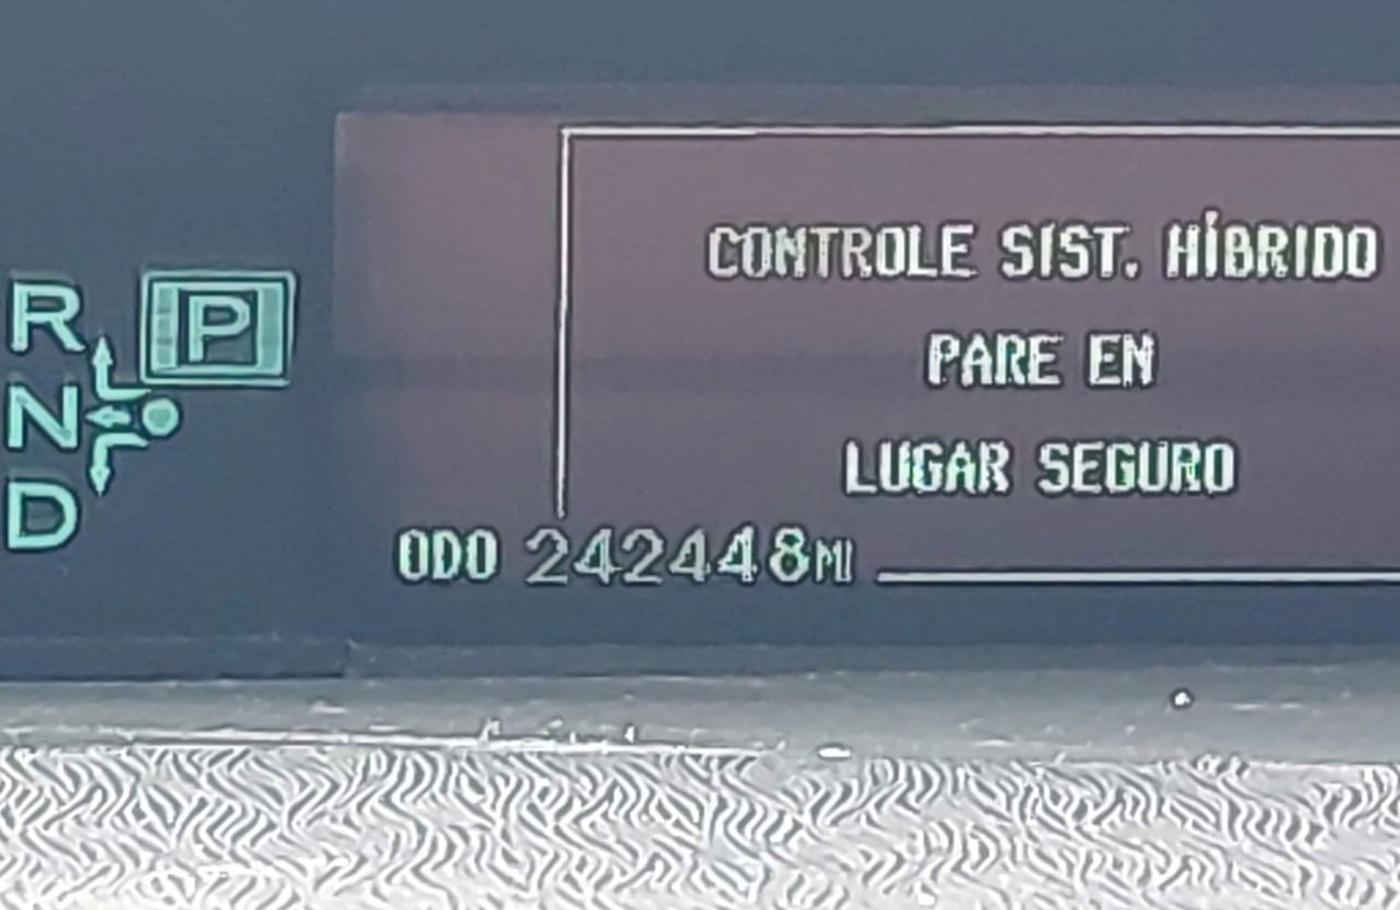 CONTROLE SIST. HÍBRIDO
PARE EN
LUGAR SEGURO
R
P
N
D
ODO 242448MI